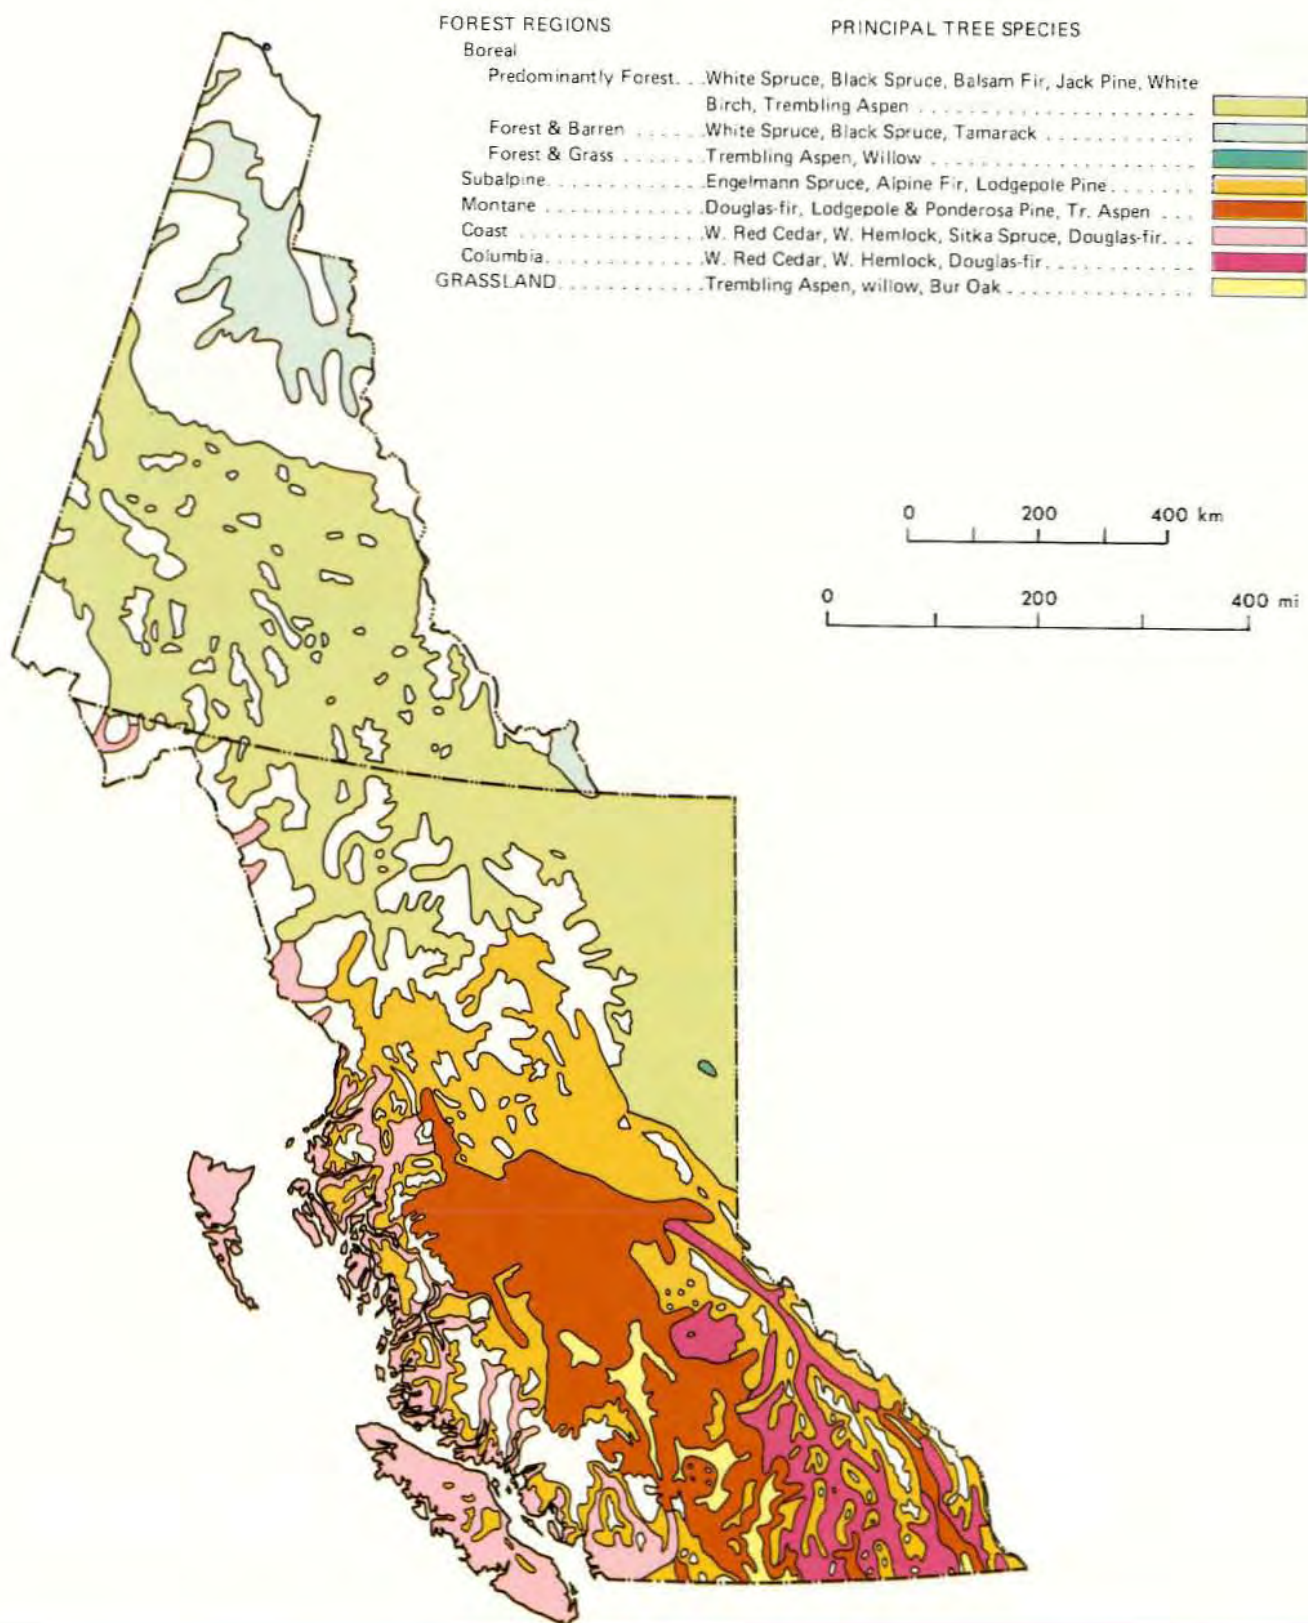 FOREST REGIONS PRINCIPAL TREE SPECIES
Boreal
Predominantly Forest. . .White Spruce, Black Spruce, Balsam Fir, Jack Pine, White
Birch, Trembling Aspen . . . . . . . . . . . . . . . . . . . . . .
Forest & Barren . . . . . .White Spruce, Black Spruce, Tamarack . . . . . . . . . . . .
Forest & Grass . . . . . . .Trembling Aspen, Willow . . . . . . . . . . . . . . . . . . . . .
Subalpine. . . . . . . . . . . . .Engelmann Spruce, Alpine Fir, Lodgepole Pine. . . . . .
Montane . . . . . . . . . . . . .Douglas-fir, Lodgepole & Ponderosa Pine, Tr. Aspen . . .
Coast . . . . . . . . . . . . . . .W. Red Cedar, W. Hemlock, Sitka Spruce, Douglas-fir. . .
Columbia. . . . . . . . . . . . .W. Red Cedar, W. Hemlock, Douglas-fir. . . . . . . . . . . .
GRASSLAND. . . . . . . . . . . .Trembling Aspen, willow, Bur Oak . . . . . . . . . . . . . . .
0 200 400 km
0 200 400 mi